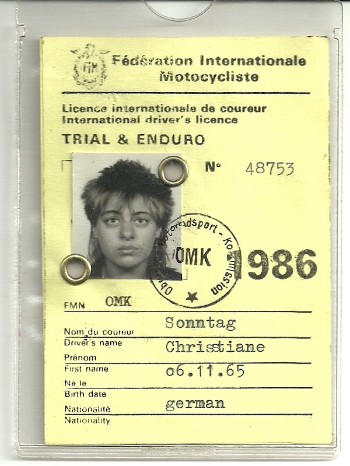 FIM
Fédération Internationale
Motocycliste
Licence internationale de coureur
International driver's licence
TRIAL & ENDURO
N° 48753
Motorradsport - Kommission
OMK
1986
FMN OMK
Nom du coureur Sonntag
Driver's name
Christiane
Prénom
First name 06.11.65
Né le
Birth date
Nationalité german
Nationality